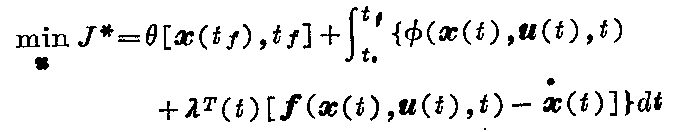 min J*=θ[x(t_f),t_f]+∫_{t_0}^{t_f}{ϕ(x(t),u(t),t)
u
+λ^T(t)[f(x(t),u(t),t)−ẋ(t)]}dt